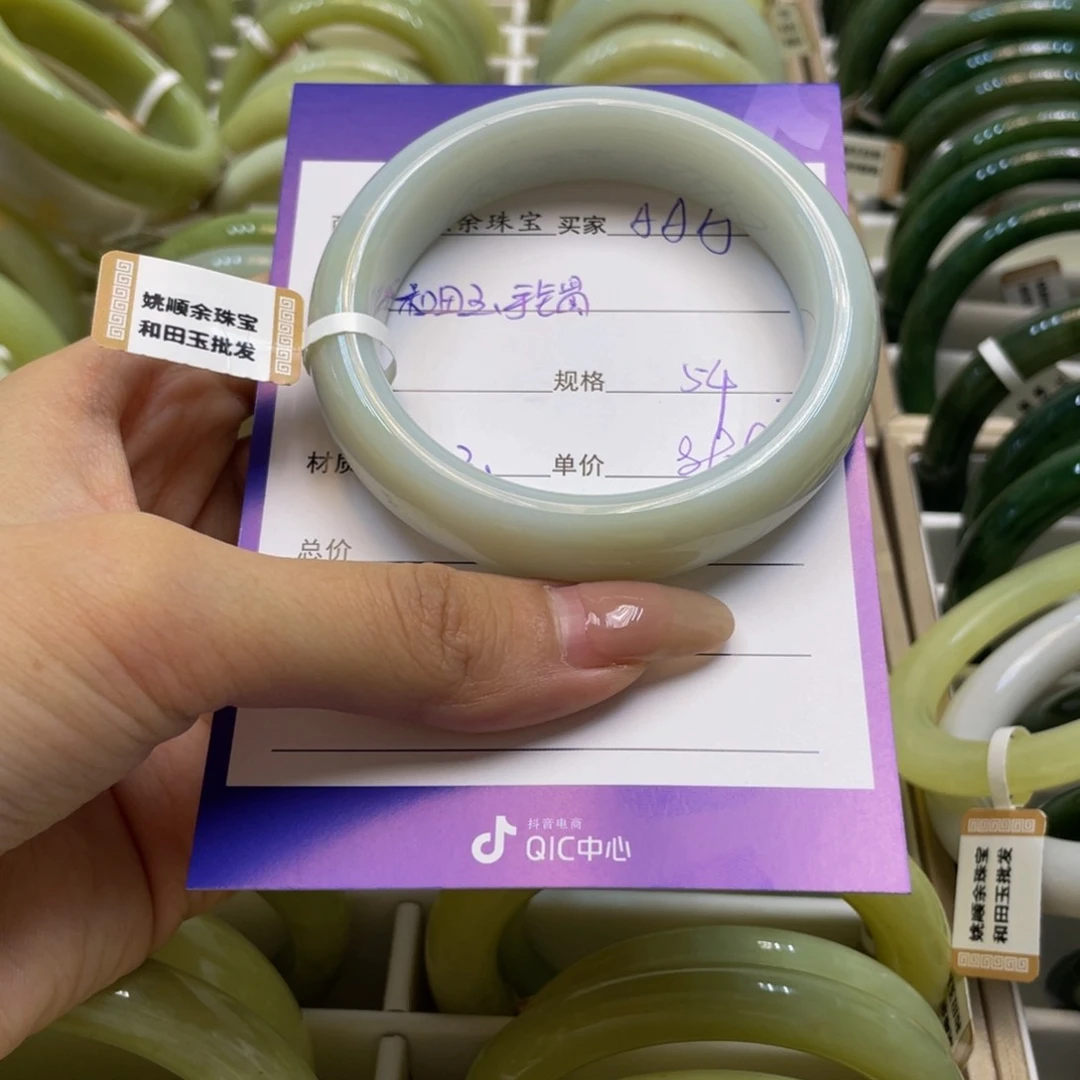 余珠宝 买家
和田玉手镯
规格 54
材质 单价
总价
姚顺余珠宝
和田玉批发
抖音电商
QIC中心
姚顺余珠宝
和田玉批发